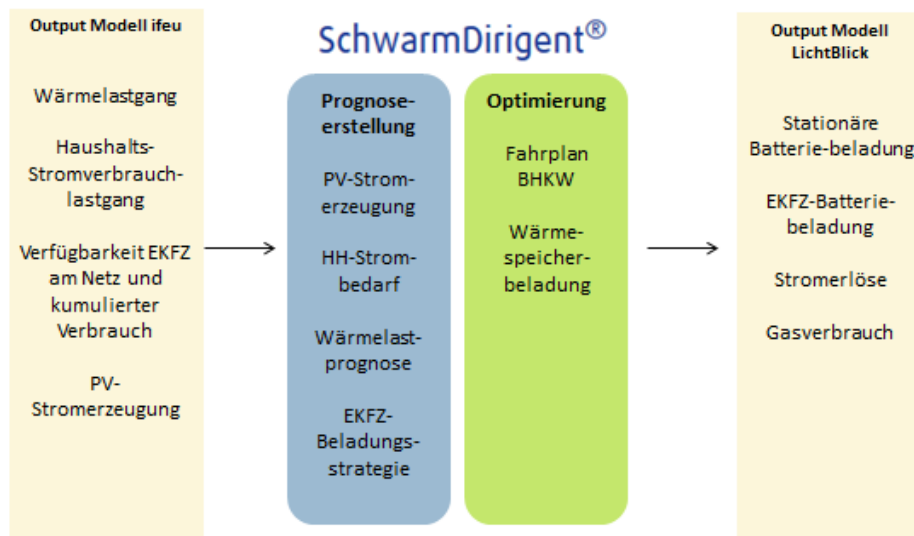 Output Modell ifeu
Wärmelastgang
Haushalts-
Stromverbrauch-
lastgang
Verfügbarkeit EKFZ
am Netz und
kumulierter
Verbrauch
PV-
Stromerzeugung
SchwarmDirigent®
Prognose-
erstellung
PV-Strom-
erzeugung
HH-Strom-
bedarf
Wärmelast-
prognose
EKFZ-
Beladungs-
strategie
Optimierung
Fahrplan
BHKW
Wärme-
speicher-
beladung
Output Modell
LichtBlick
Stationäre
Batterie-beladung
EKFZ-Batterie-
beladung
Stromerlöse
Gasverbrauch